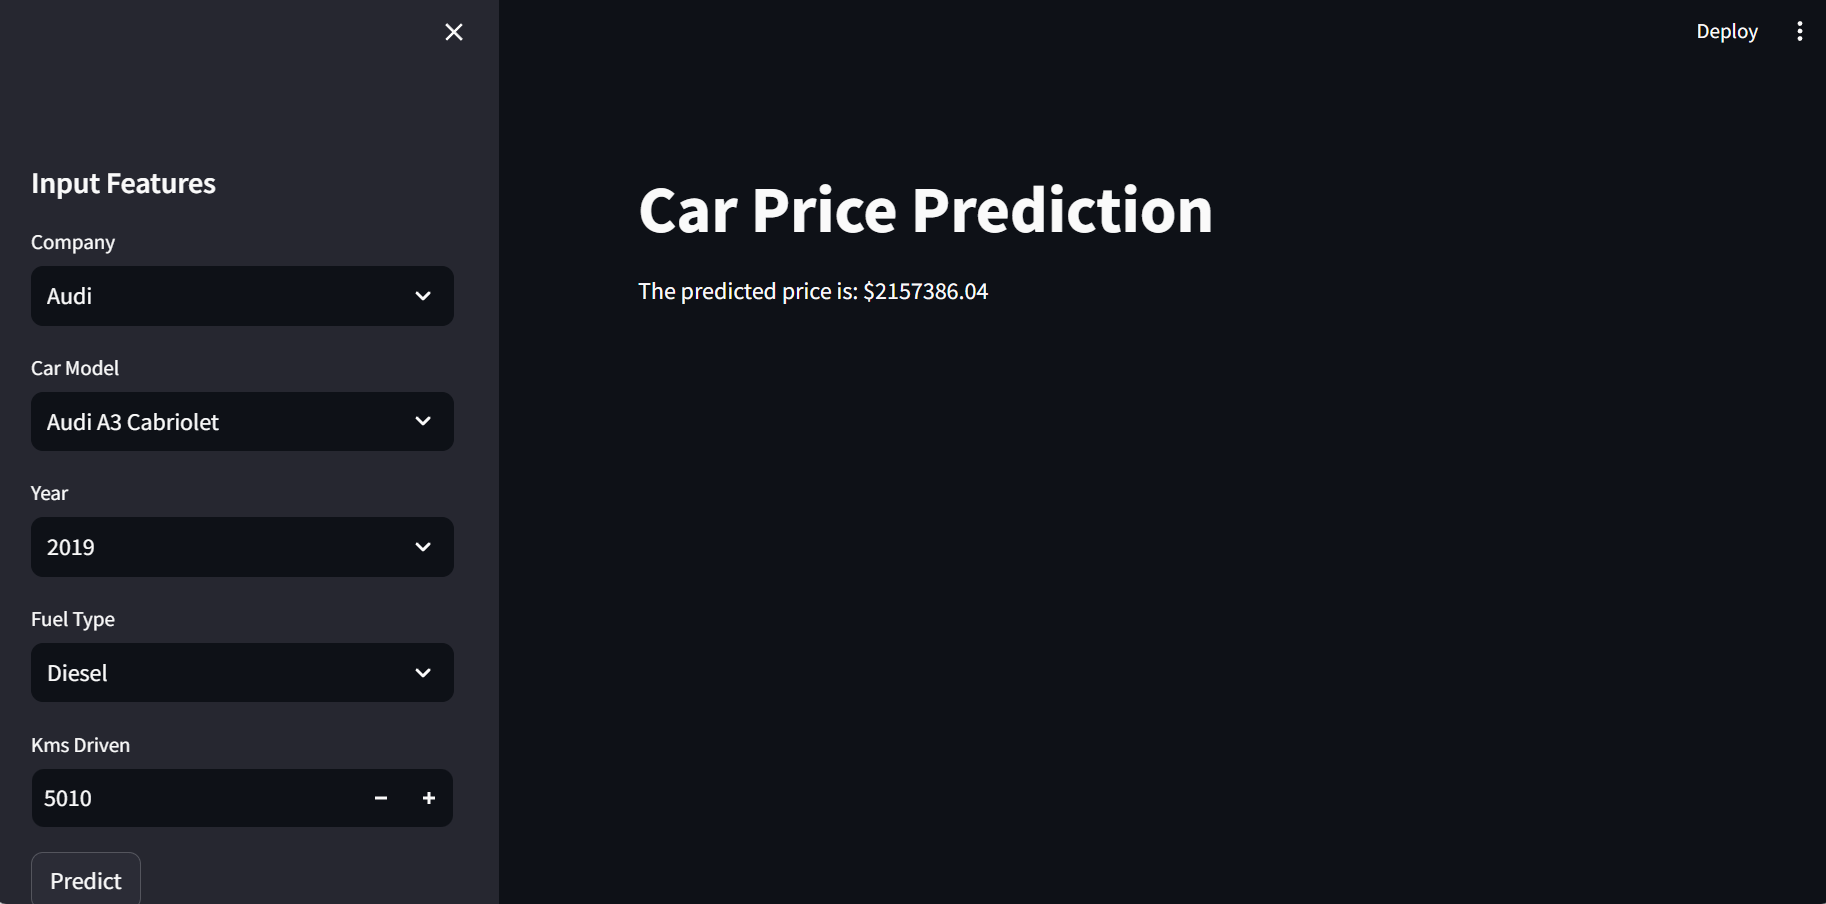 Deploy
Input Features
Company
Audi
Car Model
Audi A3 Cabriolet
Year
2019
Fuel Type
Diesel
Kms Driven
5010
Predict
Car Price Prediction
The predicted price is: $2157386.04